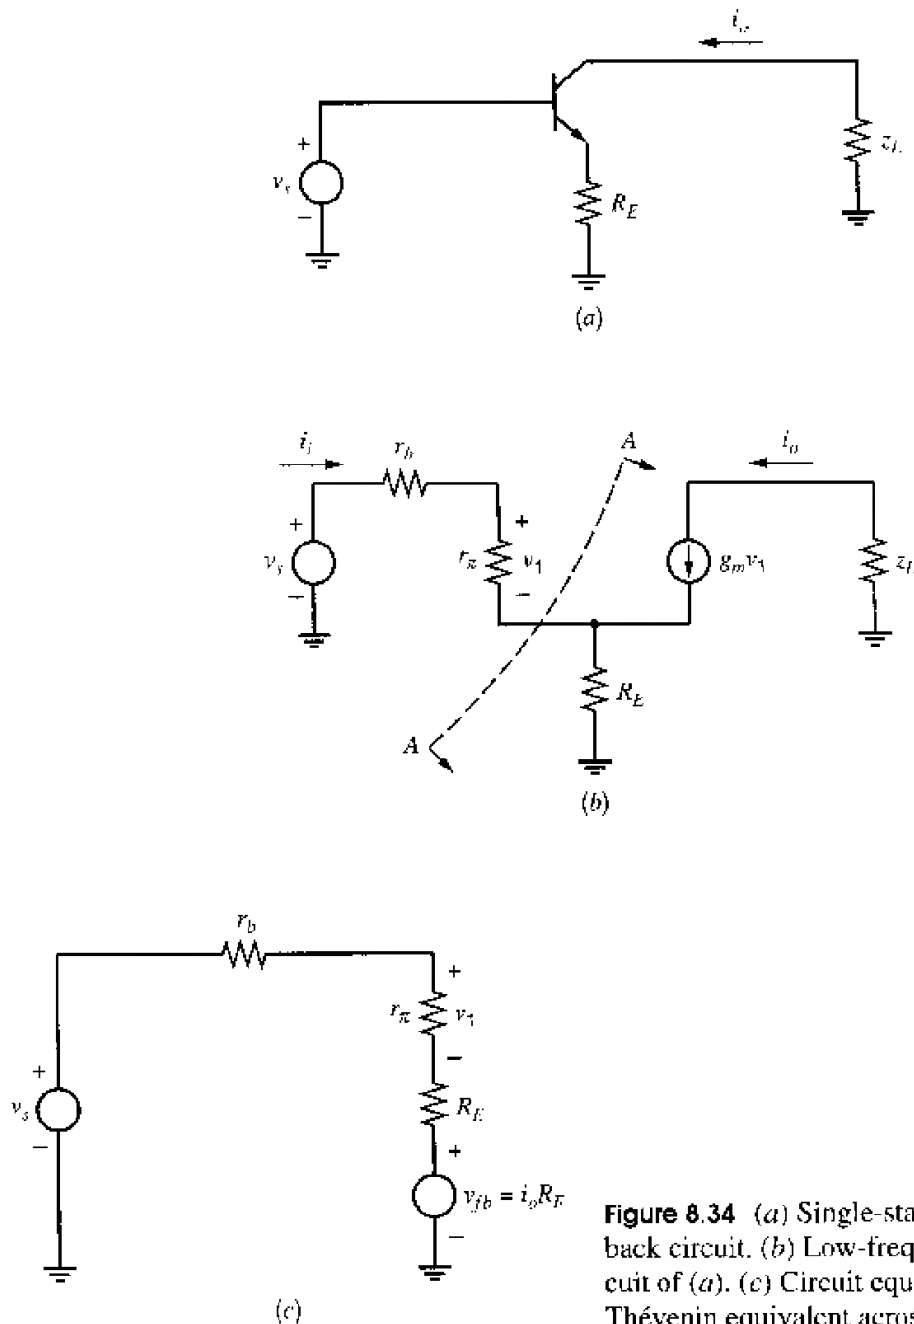 i_o
+
v_s
−
z_L
R_E
(a)
i_i
r_b
A
i_o
+
v_s
−
+
r_π v_1
−
g_m v_1
z_L
R_E
A
(b)
r_b
+
r_π v_1
−
+
v_s
−
R_E
+
v_fb = i_o R_E
−
(c)
Figure 8.34 (a) Single-sta
back circuit. (b) Low-freq
cuit of (a). (c) Circuit equ
Thévenin equivalent acros